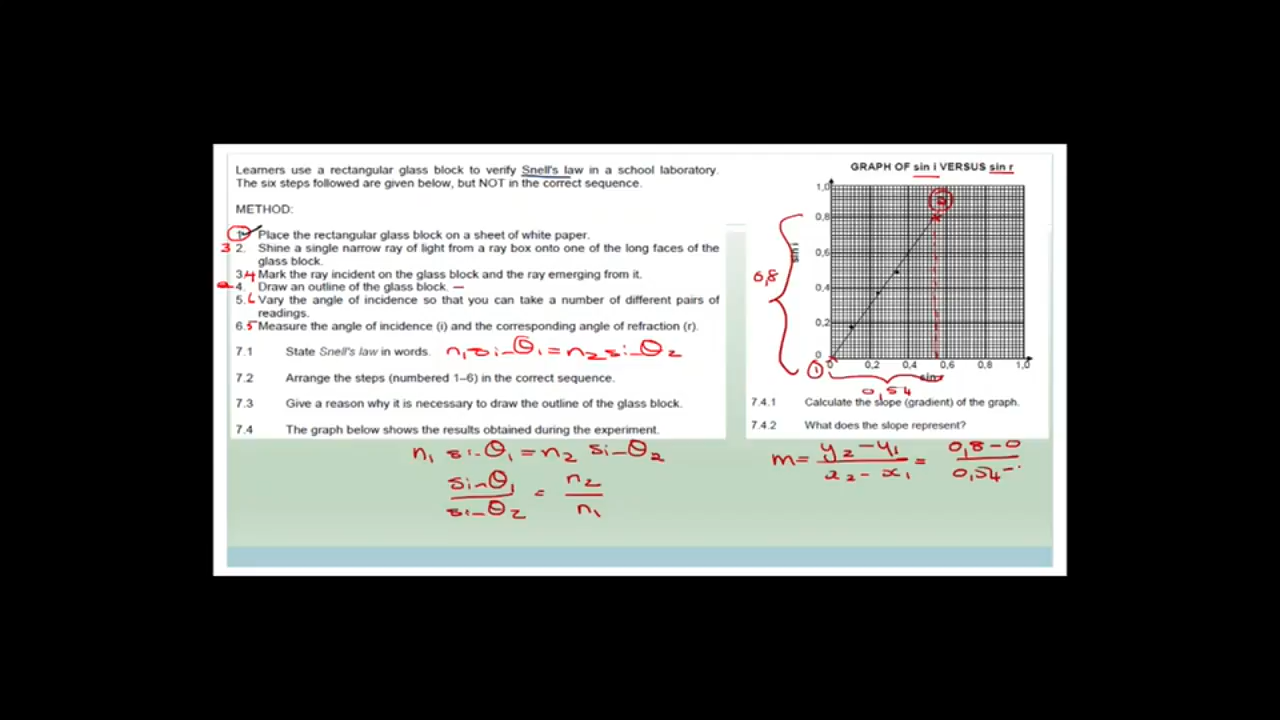 Learners use a rectangular glass block to verify Snell's law in a school laboratory.
The six steps followed are given below, but NOT in the correct sequence.
METHOD:
1. Place the rectangular glass block on a sheet of white paper.
3 2. Shine a single narrow ray of light from a ray box onto one of the long faces of the
glass block.
3. 4 Mark the ray incident on the glass block and the ray emerging from it.
2 4. Draw an outline of the glass block.
5. 6 Vary the angle of incidence so that you can take a number of different pairs of
readings.
6. 5 Measure the angle of incidence (i) and the corresponding angle of refraction (r).
7.1 State Snell's law in words. n₁ sin θ₁ = n₂ sin θ₂
7.2 Arrange the steps (numbered 1–6) in the correct sequence.
7.3 Give a reason why it is necessary to draw the outline of the glass block.
7.4 The graph below shows the results obtained during the experiment.
n₁ sin θ₁ = n₂ sin θ₂
sin θ₁ / sin θ₂ = n₂ / n₁
GRAPH OF sin i VERSUS sin r
1,0
0,8
0,6
0,4
0,2
0
sin i
0,8
2
1
0 0,2 0,4 0,6 0,8 1,0
sin r
0,54
7.4.1 Calculate the slope (gradient) of the graph.
7.4.2 What does the slope represent?
m = y₂ - y₁ / x₂ - x₁ = 0,8 - 0 / 0,54 -